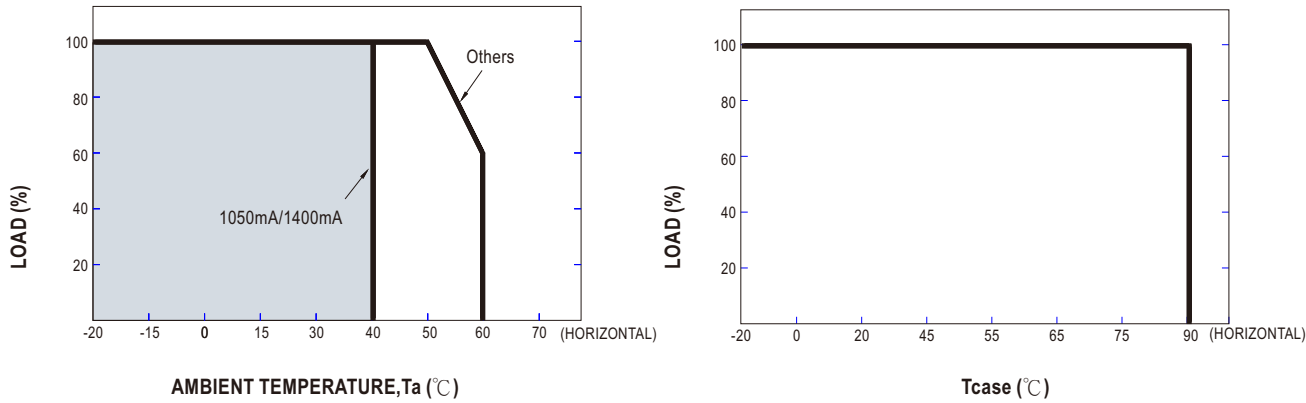 100
80
60
40
20
LOAD (%)
Others
1050mA/1400mA
-20 -15 0 15 30 40 50 60 70 (HORIZONTAL)
AMBIENT TEMPERATURE,Ta (℃)
100
80
60
40
20
LOAD (%)
-20 0 20 45 55 65 75 90 (HORIZONTAL)
Tcase (℃)